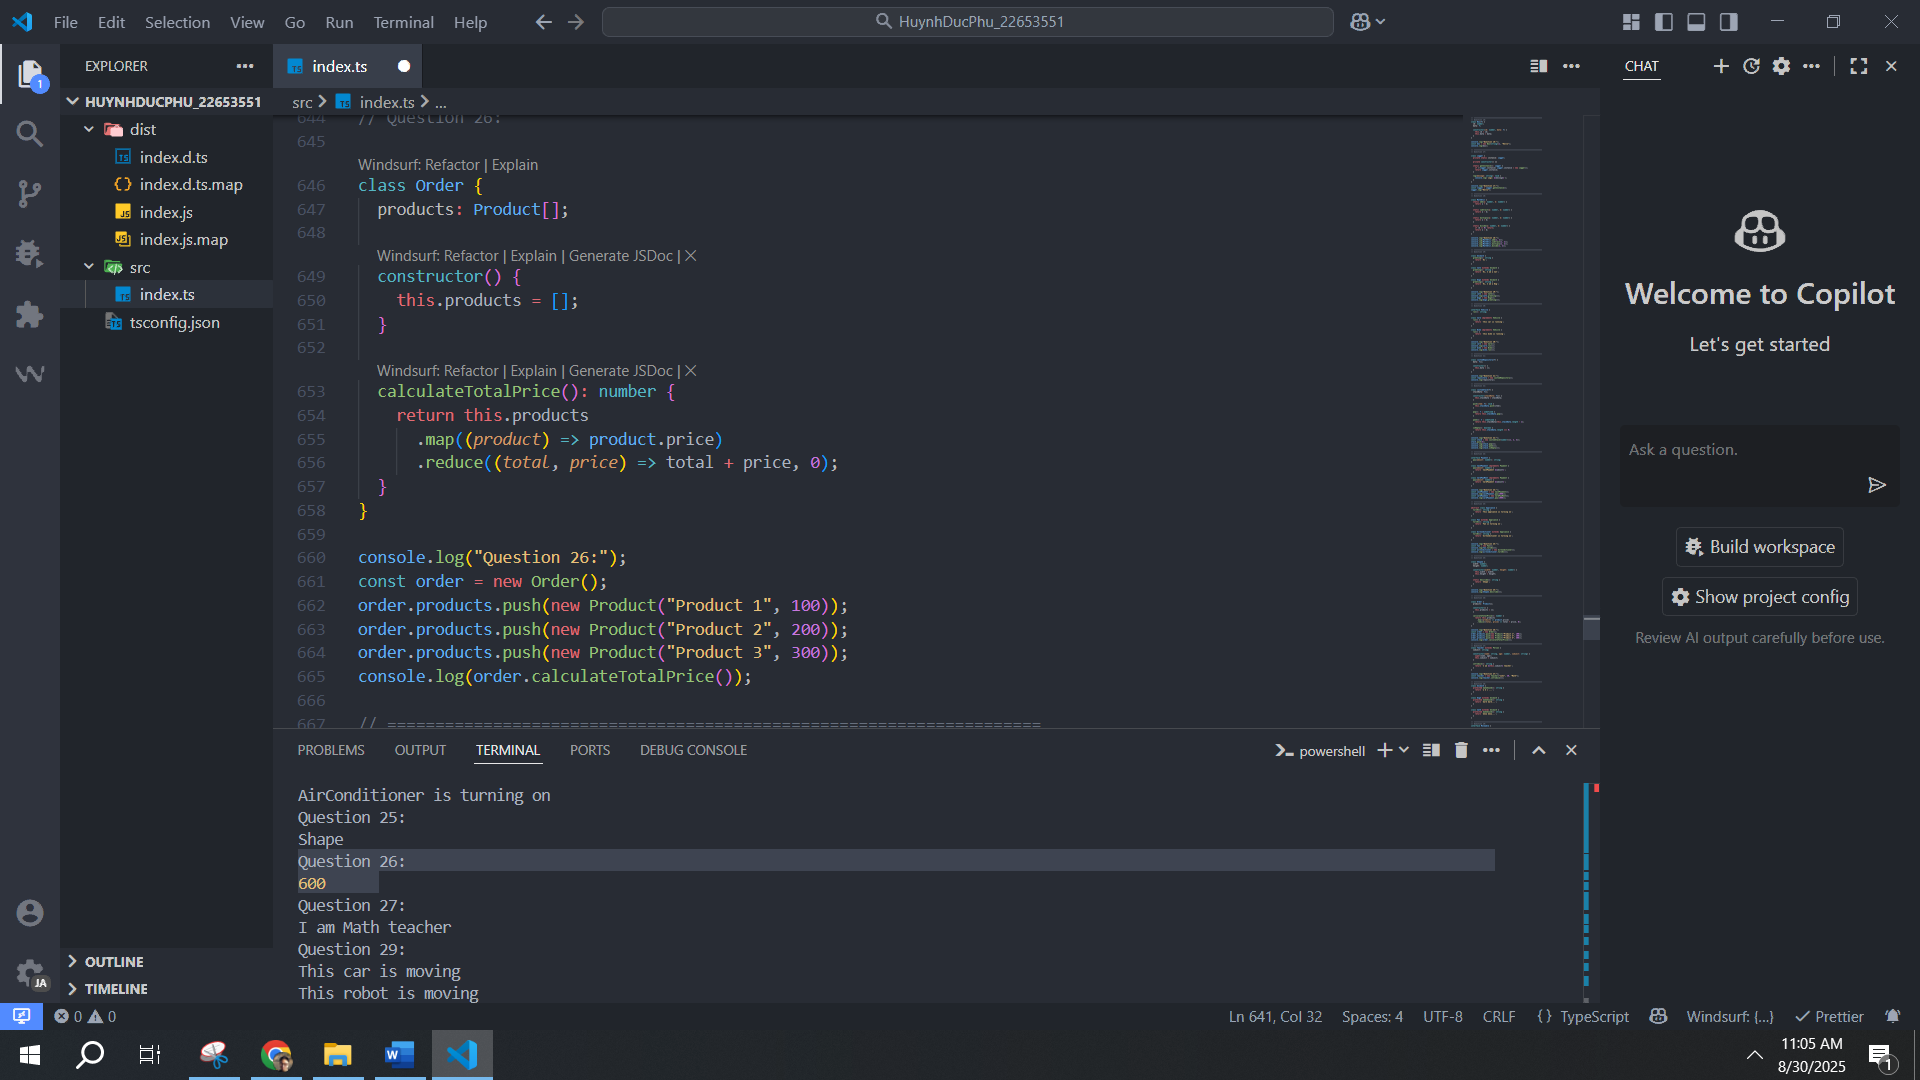 File Edit Selection View Go Run Terminal Help
HuynhDucPhu_22653551
EXPLORER
HUYNHDUCPHU_22653551
dist
index.d.ts
index.d.ts.map
index.js
index.js.map
src
index.ts
tsconfig.json
OUTLINE
TIMELINE
index.ts
src > index.ts > ...
644 // Question 26:
645
Windsurf: Refactor | Explain
646 class Order {
647 products: Product[];
648
Windsurf: Refactor | Explain | Generate JSDoc | X
649 constructor() {
650 this.products = [];
651 }
652
Windsurf: Refactor | Explain | Generate JSDoc | X
653 calculateTotalPrice(): number {
654 return this.products
655 .map((product) => product.price)
656 .reduce((total, price) => total + price, 0);
657 }
658 }
659
660 console.log("Question 26:");
661 const order = new Order();
662 order.products.push(new Product("Product 1", 100));
663 order.products.push(new Product("Product 2", 200));
664 order.products.push(new Product("Product 3", 300));
665 console.log(order.calculateTotalPrice());
666
667 // ====================================================================
PROBLEMS OUTPUT TERMINAL PORTS DEBUG CONSOLE
powershell
AirConditioner is turning on
Question 25:
Shape
Question 26:
600
Question 27:
I am Math teacher
Question 29:
This car is moving
This robot is moving
CHAT
Welcome to Copilot
Let's get started
Ask a question.
Build workspace
Show project config
Review AI output carefully before use.
0 0
Ln 641, Col 32 Spaces: 4 UTF-8 CRLF {} TypeScript Windsurf: {...} Prettier
11:05 AM
8/30/2025
1
1
JA